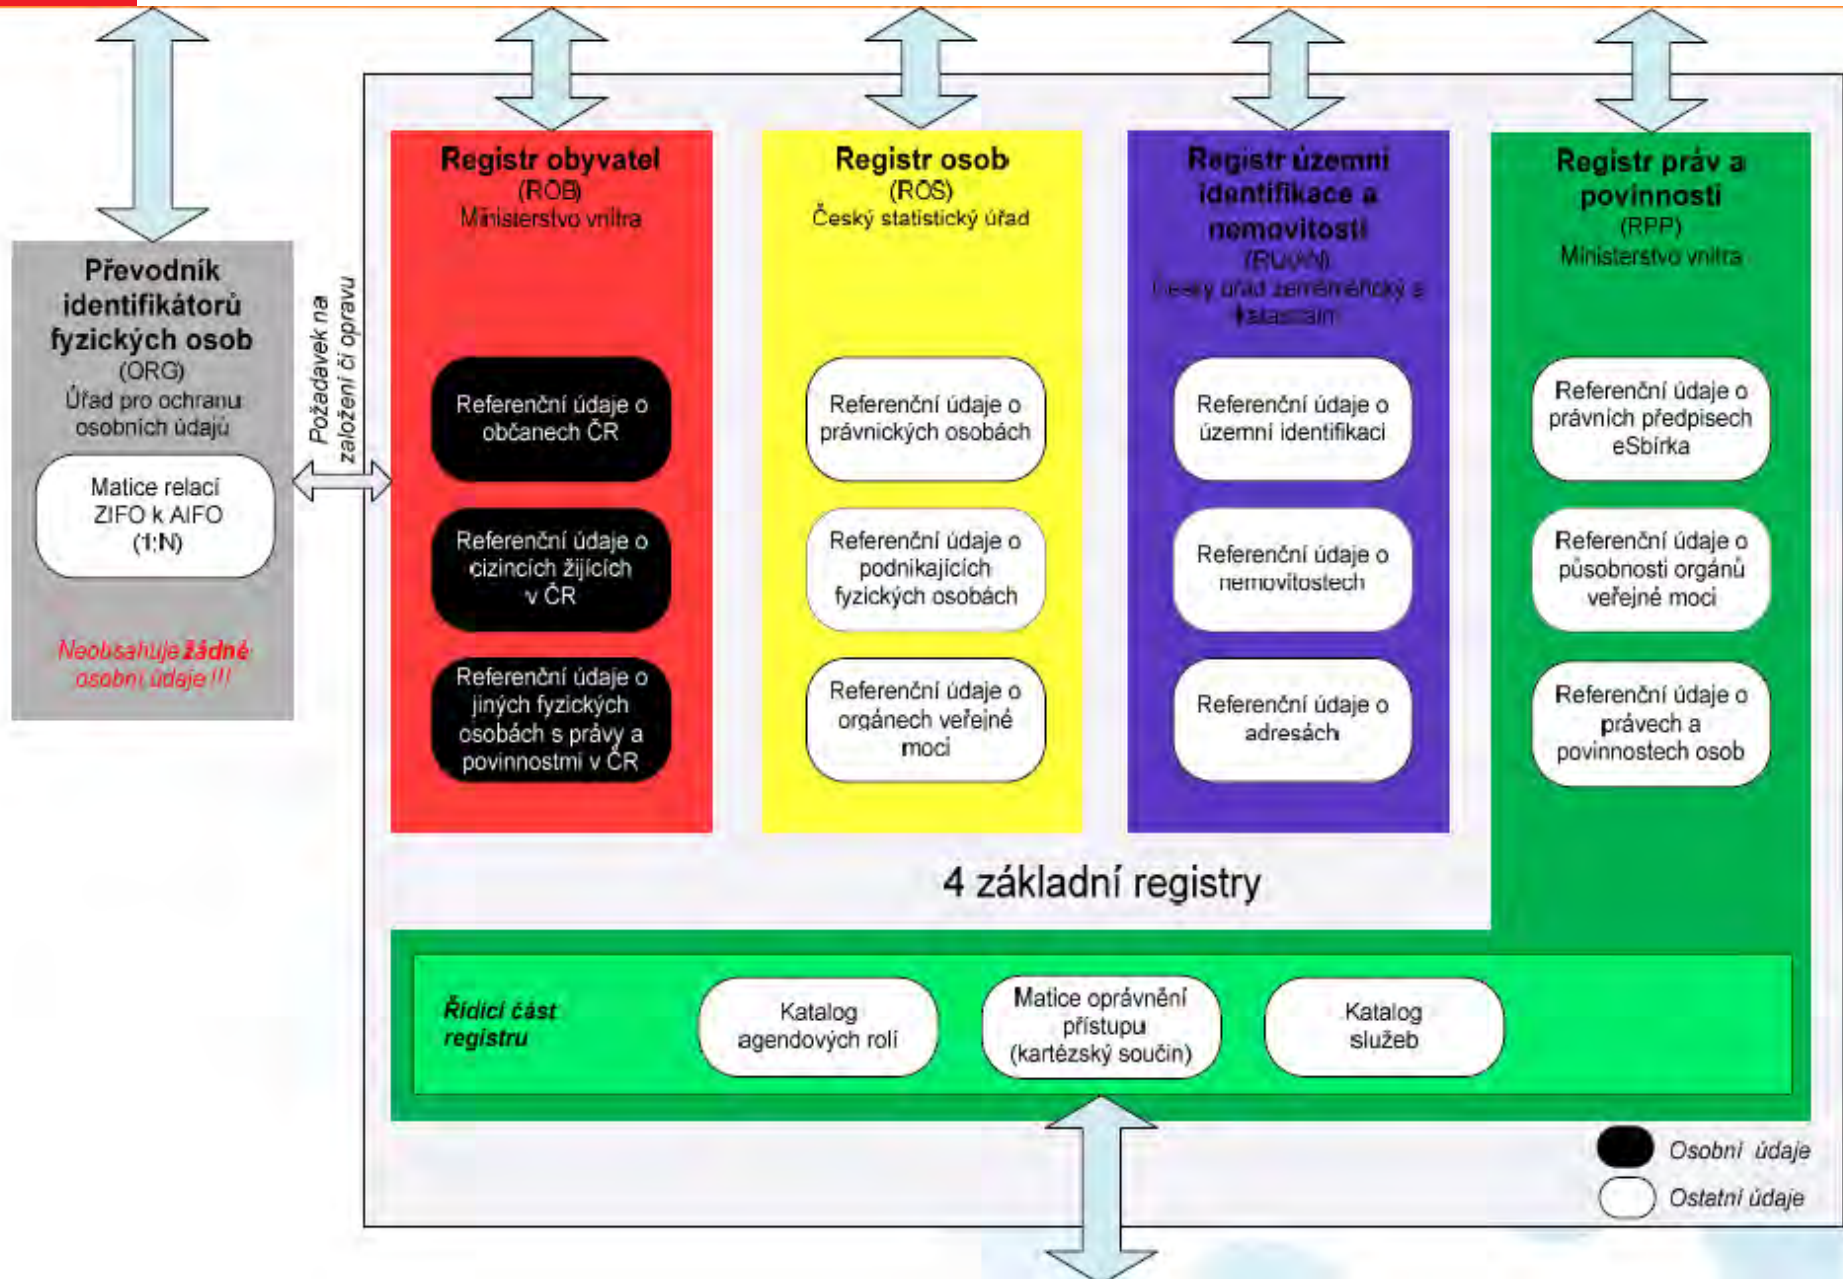 Převodník
identifikátorů
fyzických osob
(ORG)
Úřad pro ochranu
osobních údajů
Matice relací
ZIFO k AIFO
(1:N)
Neobsahuje žádné
osobní údaje !!!
Požadavek na
založení či opravu
Registr obyvatel
(ROB)
Ministerstvo vnitra
Referenční údaje o
občanech ČR
Referenční údaje o
cizincích žijících
v ČR
Referenční údaje o
jiných fyzických
osobách s právy a
povinnostmi v ČR
Registr osob
(ROS)
Český statistický úřad
Referenční údaje o
právnických osobách
Referenční údaje o
podnikajících
fyzických osobách
Referenční údaje o
orgánech veřejné
moci
Registr územní
identifikace a
nemovitostí
Český úřad zeměměřický a
Referenční údaje o
územní identifikaci
Referenční údaje o
nemovitostech
Referenční údaje o
adresách
Registr práv a
povinností
(RPP)
Ministerstvo vnitra
Referenční údaje o
právních předpisech
eSbírka
Referenční údaje o
působnosti orgánů
veřejné moci
Referenční údaje o
právech a
povinnostech osob
4 základní registry
Řídicí část
registru
Katalog
agendových rolí
Matice oprávnění
přístupu
(kartézský součin)
Katalog
služeb
Osobní údaje
Ostatní údaje